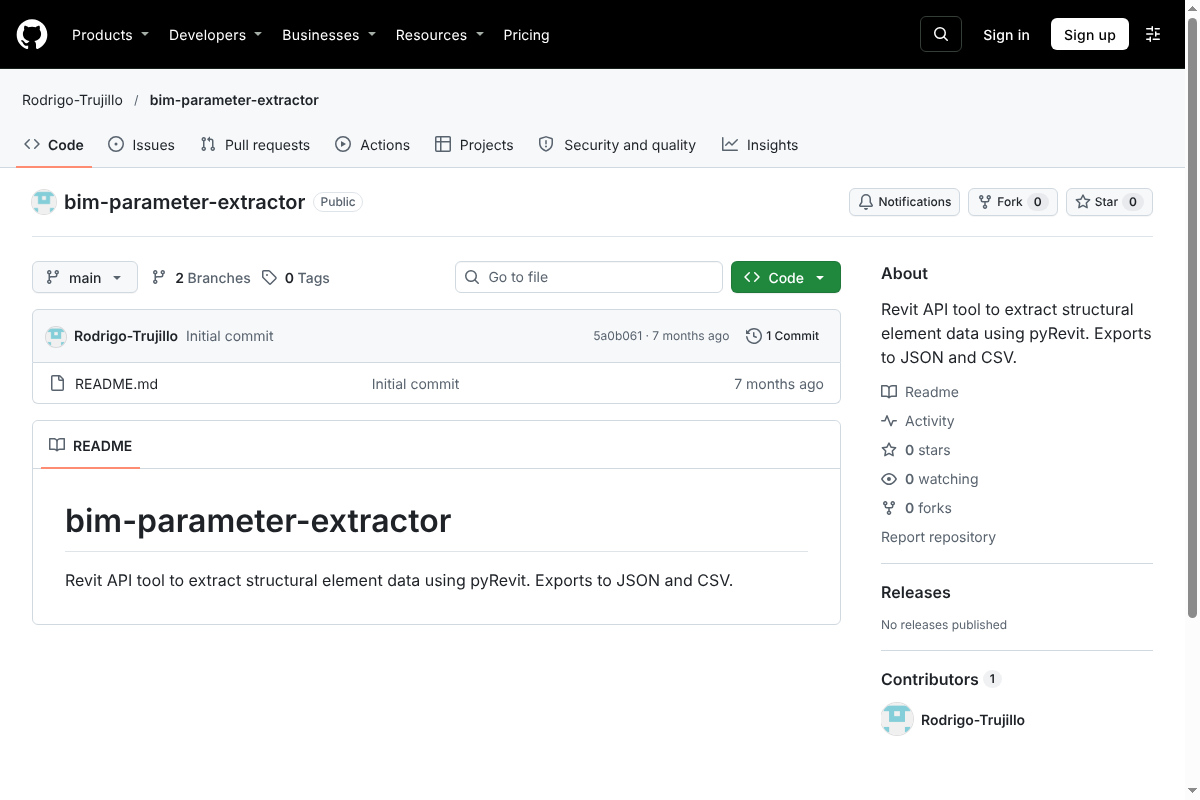 Products Developers Businesses Resources Pricing Sign in Sign up
Rodrigo-Trujillo / bim-parameter-extractor
Code Issues Pull requests Actions Projects Security and quality Insights
bim-parameter-extractor Public Notifications Fork 0 Star 0
main 2 Branches 0 Tags Go to file Code
Rodrigo-Trujillo Initial commit 5a0b061 · 7 months ago 1 Commit
README.md Initial commit 7 months ago
README
bim-parameter-extractor
Revit API tool to extract structural element data using pyRevit. Exports to JSON and CSV.
About
Revit API tool to extract structural
element data using pyRevit. Exports
to JSON and CSV.
Readme
Activity
0 stars
0 watching
0 forks
Report repository
Releases
No releases published
Contributors 1
Rodrigo-Trujillo